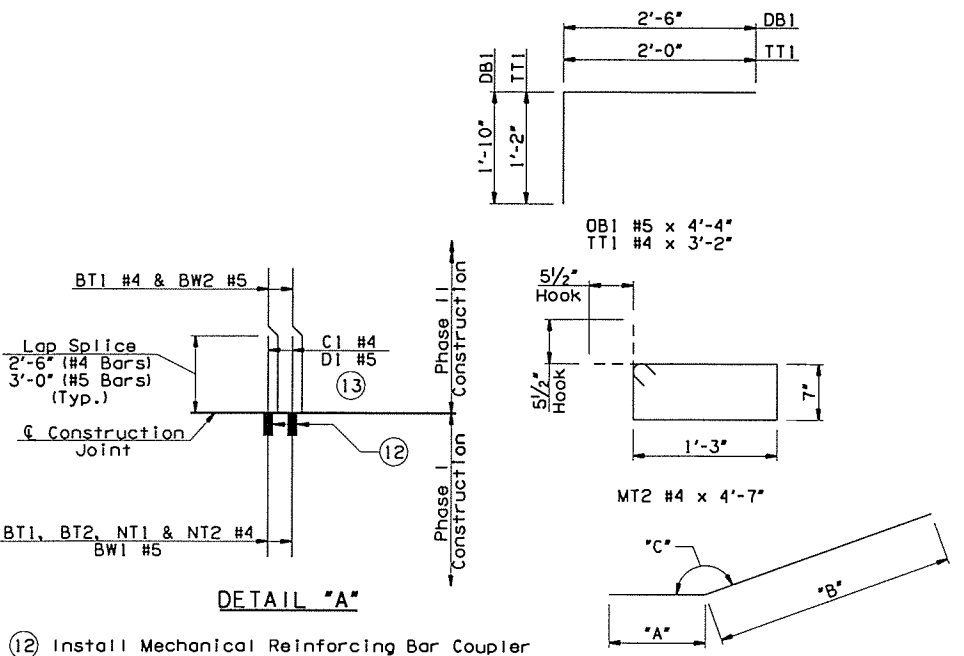 2'-6" DB1
2'-0" TT1
DB1
TT1
1'-10"
1'-2"
OB1 #5 x 4'-4"
TT1 #4 x 3'-2"
BT1 #4 & BW2 #5
Lap Splice
2'-6" (#4 Bars)
3'-0" (#5 Bars)
(Typ.)
C1 #4
D1 #5
13
Phase II
Construction
℄ Construction
Joint
12
Phase I
Construction
BT1, BT2, NT1 & NT2 #4
BW1 #5
DETAIL "A"
5½"
Hook
5½"
Hook
7"
1'-3"
MT2 #4 x 4'-7"
"C"
"B"
"A"
12 Install Mechanical Reinforcing Bar Coupler